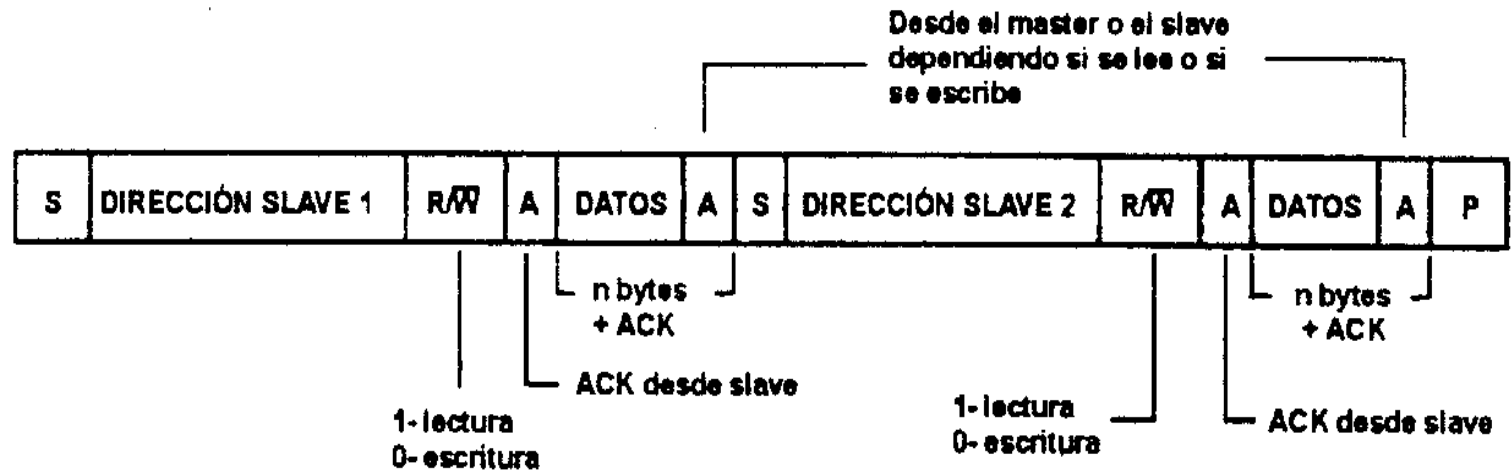 Desde el master o el slave
dependiendo si se lee o si
se escribe
S DIRECCIÓN SLAVE 1 R/W A DATOS A S DIRECCIÓN SLAVE 2 R/W A DATOS A P
n bytes
+ ACK
n bytes
+ ACK
ACK desde slave
1- lectura
0- escritura
1- lectura
0- escritura
ACK desde slave